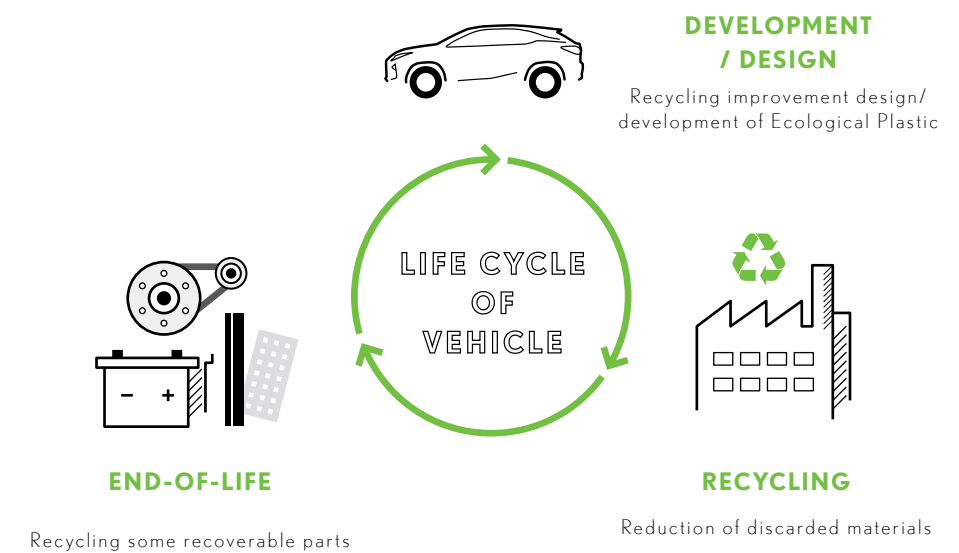 DEVELOPMENT
/ DESIGN
Recycling improvement design/
development of Ecological Plastic
LIFE CYCLE
OF
VEHICLE
− +
END-OF-LIFE
Recycling some recoverable parts
RECYCLING
Reduction of discarded materials